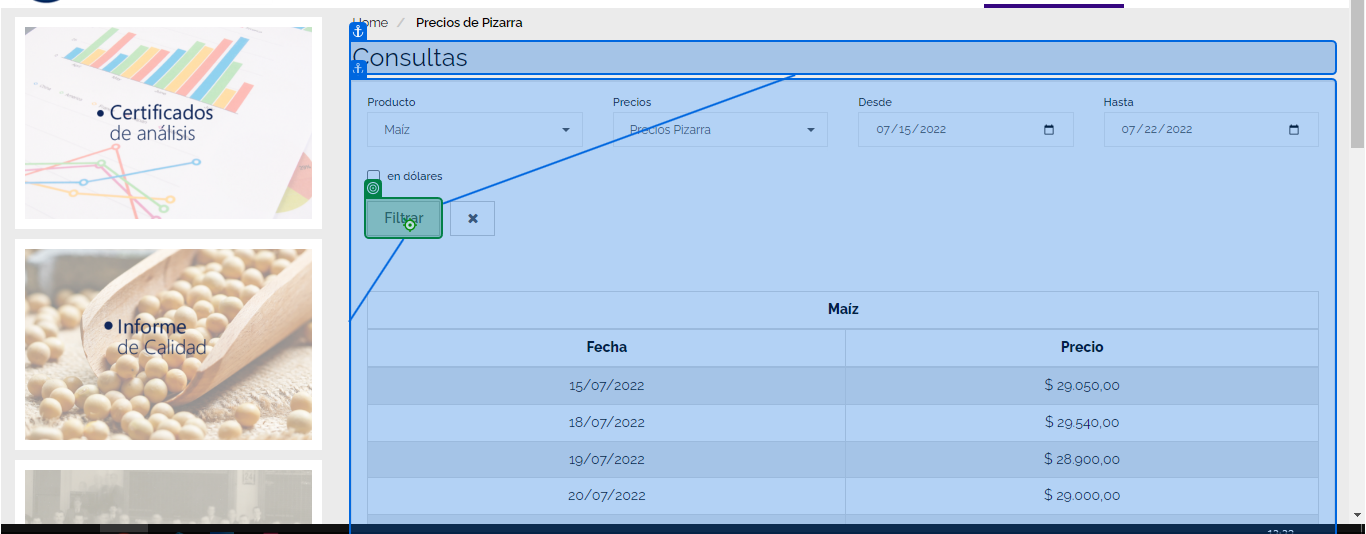 Home / Precios de Pizarra
Consultas
• Certificados
de análisis
Producto
Precios
Desde
Hasta
Maíz
Precios Pizarra
07/15/2022
07/22/2022
en dólares
Filtrar
• Informe
de Calidad
Maíz
Fecha Precio
15/07/2022 $ 29.050,00
18/07/2022 $ 29.540,00
19/07/2022 $ 28.900,00
20/07/2022 $ 29.000,00